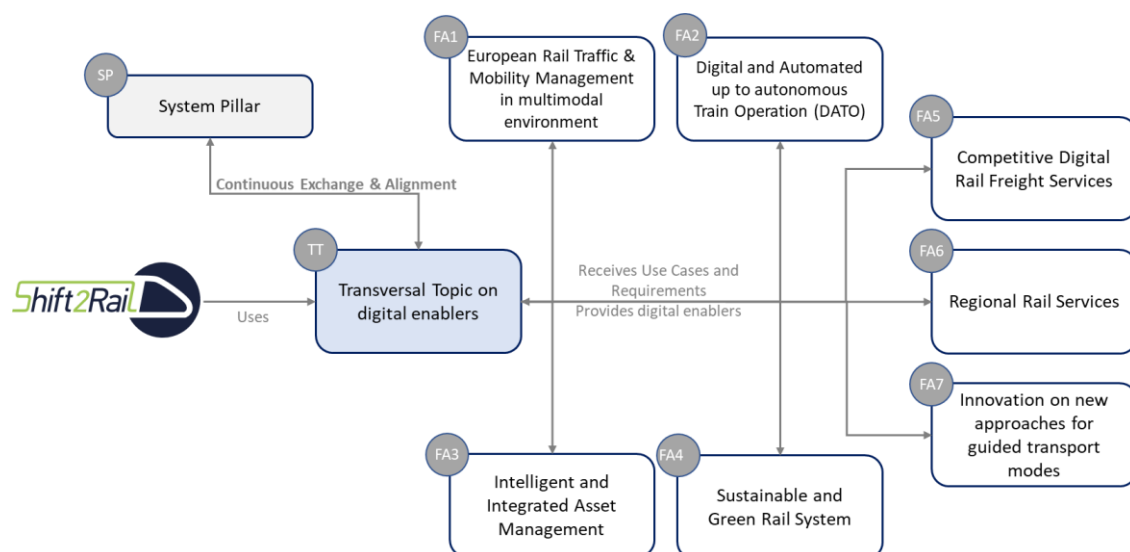 FA1
European Rail Traffic &
Mobility Management
in multimodal
environment
FA2
Digital and Automated
up to autonomous
Train Operation (DATO)
SP
System Pillar
FA5
Competitive Digital
Rail Freight Services
Continuous Exchange & Alignment
TT
Transversal Topic on
digital enablers
Shift2Rail
Uses
Receives Use Cases and
Requirements
Provides digital enablers
FA6
Regional Rail Services
FA7
Innovation on new
approaches for
guided transport
modes
FA3
Intelligent and
Integrated Asset
Management
FA4
Sustainable and
Green Rail System